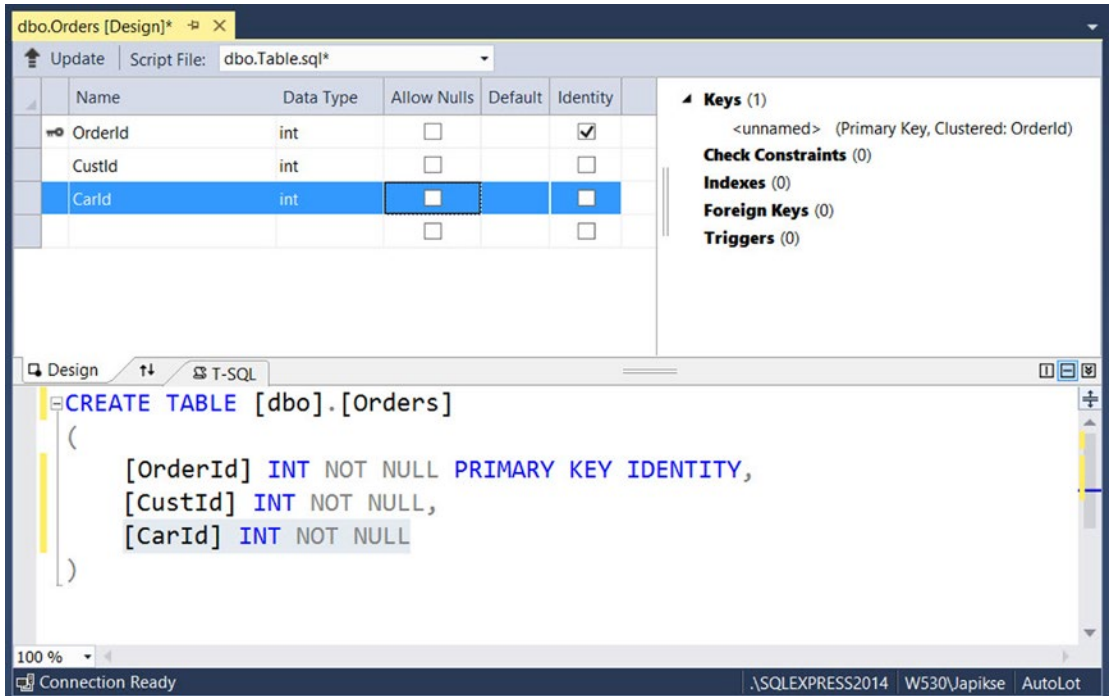 dbo.Orders [Design]*
Update Script File: dbo.Table.sql*
Name Data Type Allow Nulls Default Identity
OrderId int
CustId int
CarId int
Keys (1)
<unnamed> (Primary Key, Clustered: OrderId)
Check Constraints (0)
Indexes (0)
Foreign Keys (0)
Triggers (0)
Design T-SQL
CREATE TABLE [dbo].[Orders]
(
[OrderId] INT NOT NULL PRIMARY KEY IDENTITY,
[CustId] INT NOT NULL,
[CarId] INT NOT NULL
)
100 %
Connection Ready .\SQLEXPRESS2014 W530\Japikse AutoLot